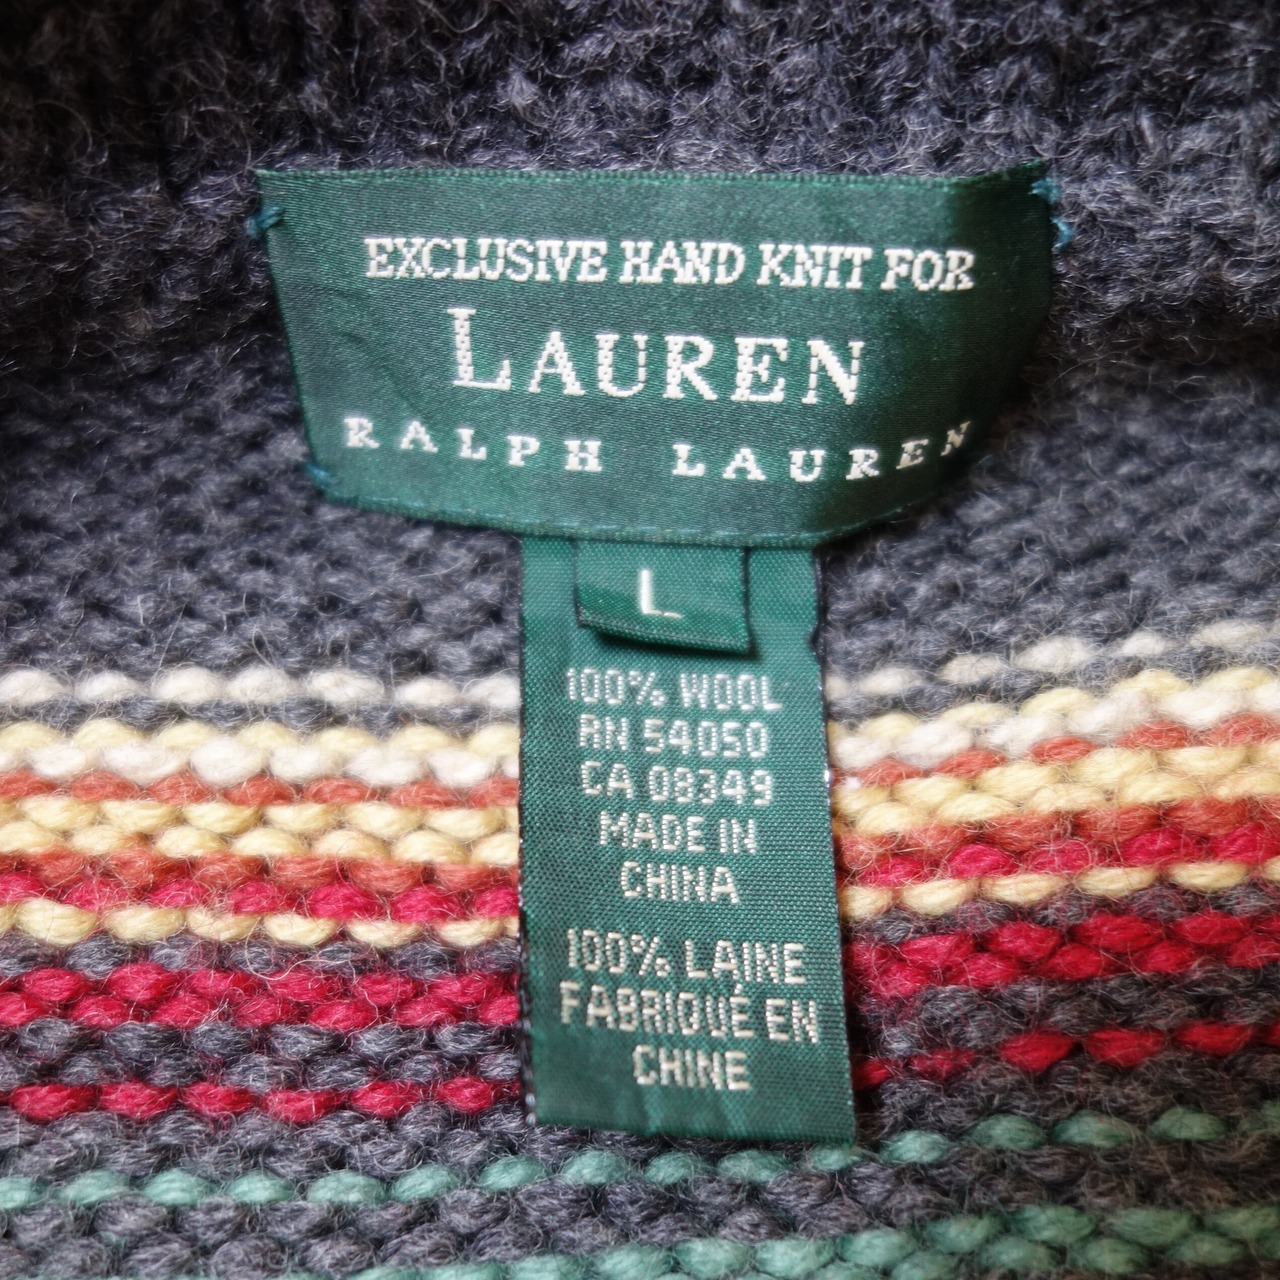 EXCLUSIVE HAND KNIT FOR
LAUREN
RALPH LAUREN
L
100% WOOL
RN 54050
CA 08349
MADE IN
CHINA
100% LAINE
FABRIQUÉ EN
CHINE